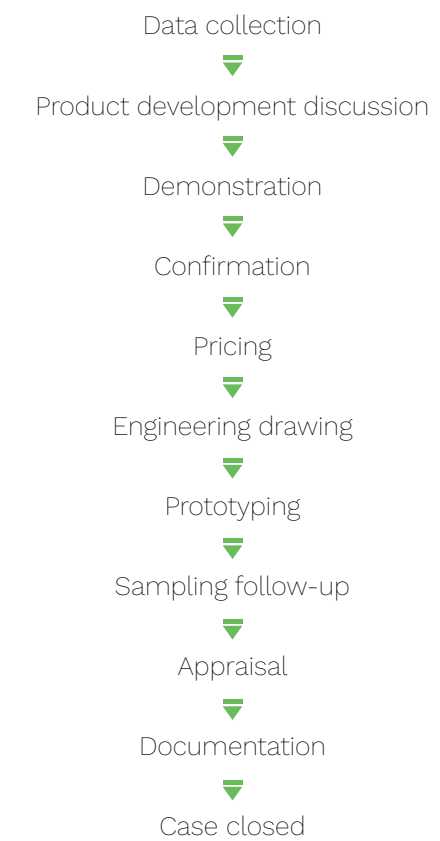 Data collection
Product development discussion
Demonstration
Confirmation
Pricing
Engineering drawing
Prototyping
Sampling follow-up
Appraisal
Documentation
Case closed